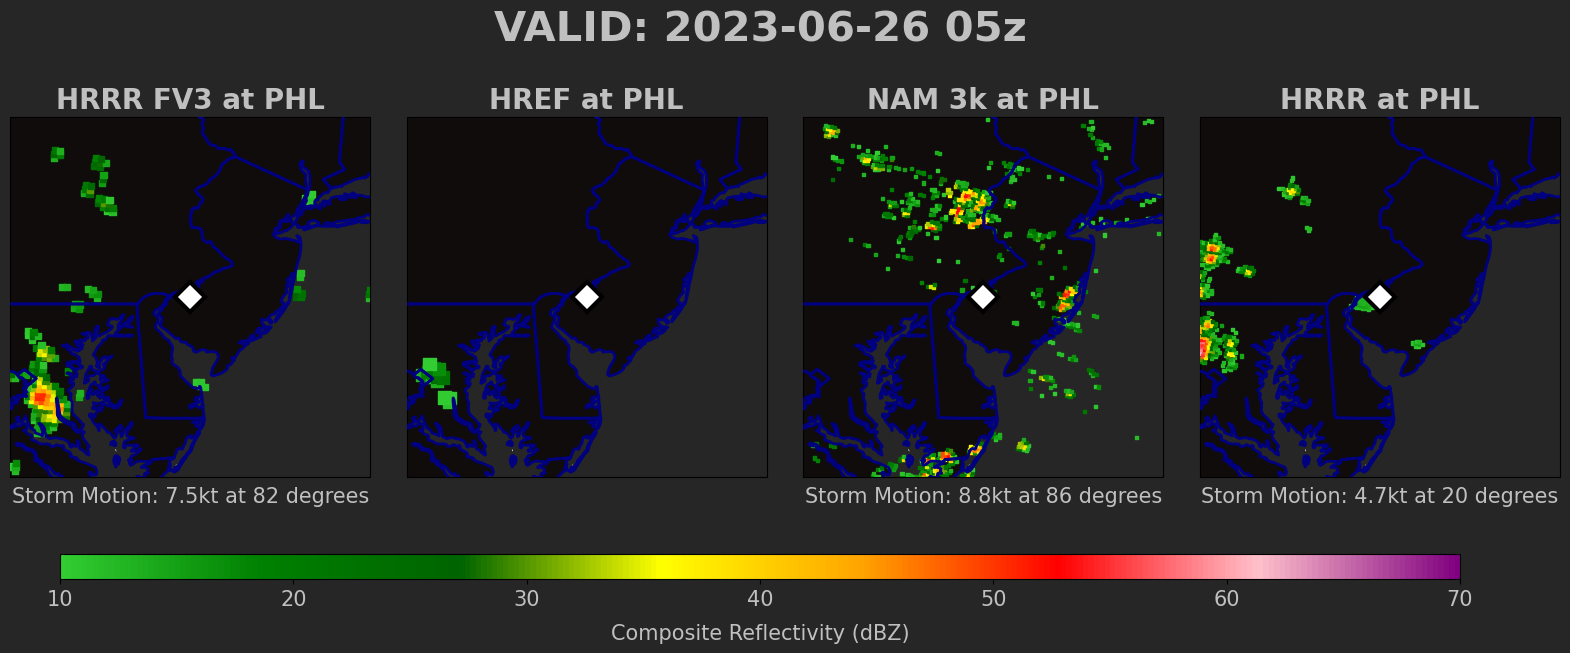 VALID: 2023-06-26 05z
HRRR FV3 at PHL
HREF at PHL
NAM 3k at PHL
HRRR at PHL
Storm Motion: 7.5kt at 82 degrees
Storm Motion: 8.8kt at 86 degrees
Storm Motion: 4.7kt at 20 degrees
10 20 30 40 50 60 70
Composite Reflectivity (dBZ)